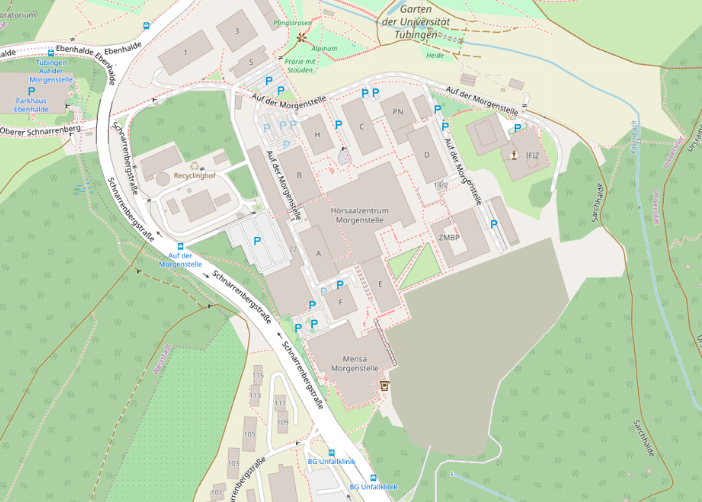 Garten
der Universität
Tübingen
Pfingstrosen
3
Alpinum
1
Ebenhalde
Ebenhalde
Ebenhalde
Heide
5
Prärie mit
Stauden
Tübingen
Auf der
Morgenstelle
P
P
P
Parkhaus
Ebenhalde
P
P
Auf der Morgenstelle
Auf der Morgenstelle
P
PN
P
P
P
P
P
P
P
Oberer Schnarrenberg
H
C
Schnarrenbergstraße
Auf der Morgenstelle
Auf der Morgenstelle
D
IFIZ
Recyclinghof
B
Sarchhalde
Schnarrenbergstraße
Hörsaalzentrum
Morgenstelle
P
P
ZMBP
22
A
Auf der
Morgenstelle
Schnarrenbergstraße
P
P
E
P
F
P
P
Schnarrenbergstraße
Mensa
Morgenstelle
115
113
111
109
105
103
101
Sarchhalde
BG Unfallklinik
BG Unfallklinik